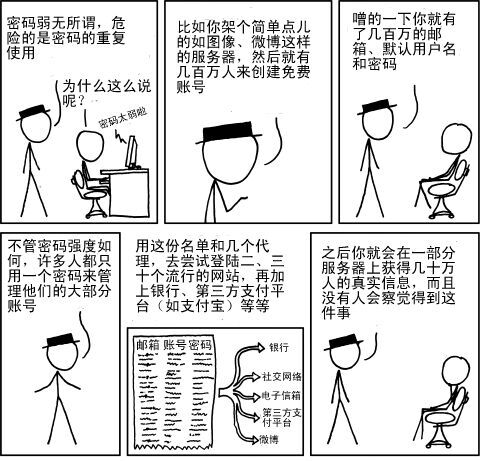 密码弱无所谓，危
险的是密码的重复
使用
为什么这么说
呢？
密码太弱啦
比如你架个简单点儿
的如图像、微博这样
的服务器，然后就有
几百万人来创建免费
账号
噌的一下你就有
了几百万的邮
箱、默认用户名
和密码
不管密码强度如
何，许多人都只
用一个密码来管
理他们的大部分
账号
用这份名单和几个代
理，去尝试登陆二、三
十个流行的网站，再加
上银行、第三方支付平
台（如支付宝）等等
邮箱 账号 密码
银行
社交网络
电子信箱
第三方支
付平台
微博
之后你就会在一部分
服务器上获得几十万
人的真实信息，而且
没有人会察觉得到这
件事